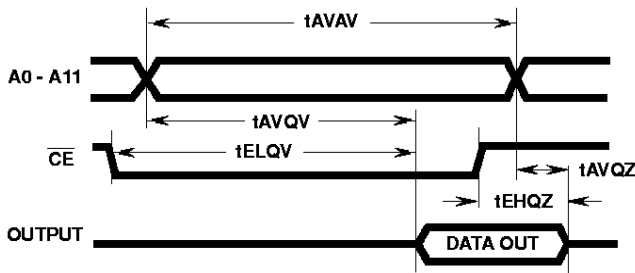 tAVAV
A0 - A11
tAVQV
CE
tELQV
tAVQZ
tEHQZ
OUTPUT
DATA OUT